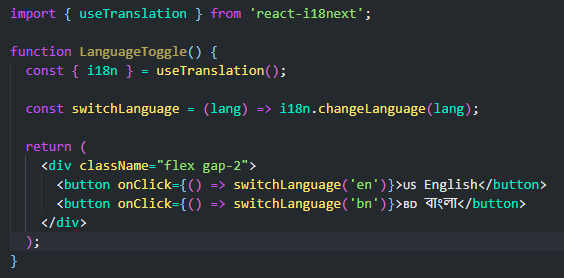 import { useTranslation } from 'react-i18next';

function LanguageToggle() {
  const { i18n } = useTranslation();

  const switchLanguage = (lang) => i18n.changeLanguage(lang);

  return (
    <div className="flex gap-2">
      <button onClick={() => switchLanguage('en')}>US English</button>
      <button onClick={() => switchLanguage('bn')}>BD বাংলা</button>
    </div>
  );
}